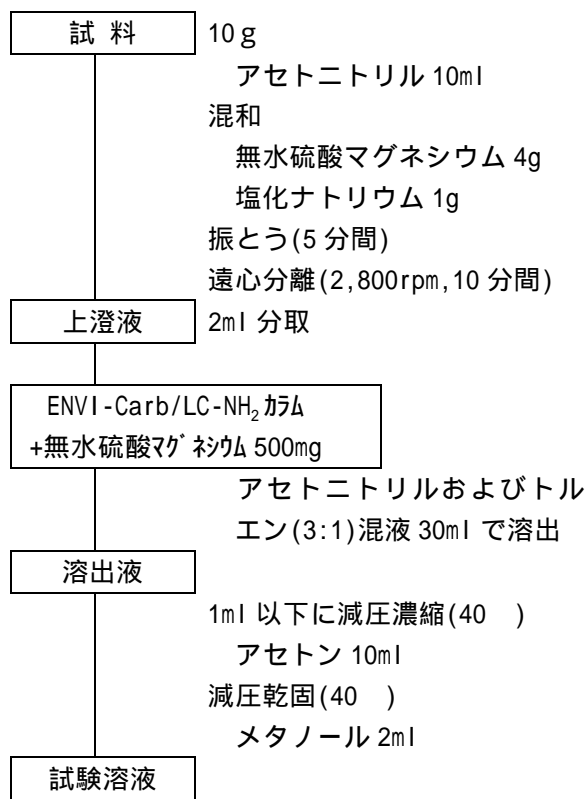 試 料 10g
アセトニトリル 10ml
混和
無水硫酸マグネシウム 4g
塩化ナトリウム 1g
振とう(5 分間)
遠心分離(2,800rpm,10 分間)
上澄液 2ml 分取
ENVI-Carb/LC-NH₂ ｶﾗﾑ
+無水硫酸ﾏｸﾞﾈｼｳﾑ 500mg
アセトニトリルおよびトル
エン(3:1)混液 30ml で溶出
溶出液
1ml 以下に減圧濃縮(40 )
アセトン 10ml
減圧乾固(40 )
メタノール 2ml
試験溶液